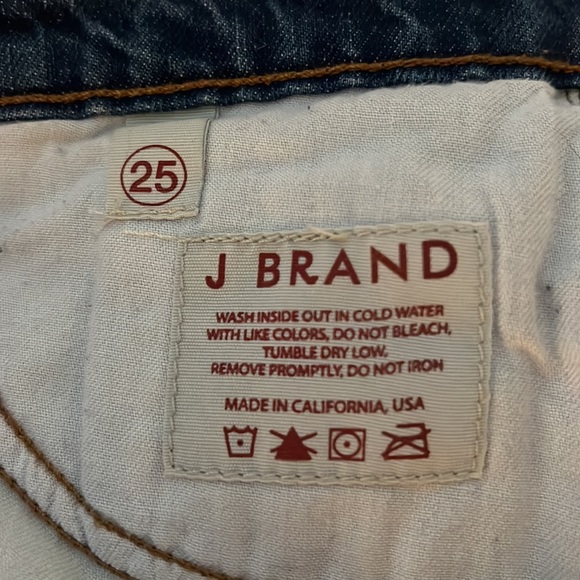 25
J BRAND
WASH INSIDE OUT IN COLD WATER
WITH LIKE COLORS, DO NOT BLEACH,
TUMBLE DRY LOW,
REMOVE PROMPTLY, DO NOT IRON
MADE IN CALIFORNIA, USA